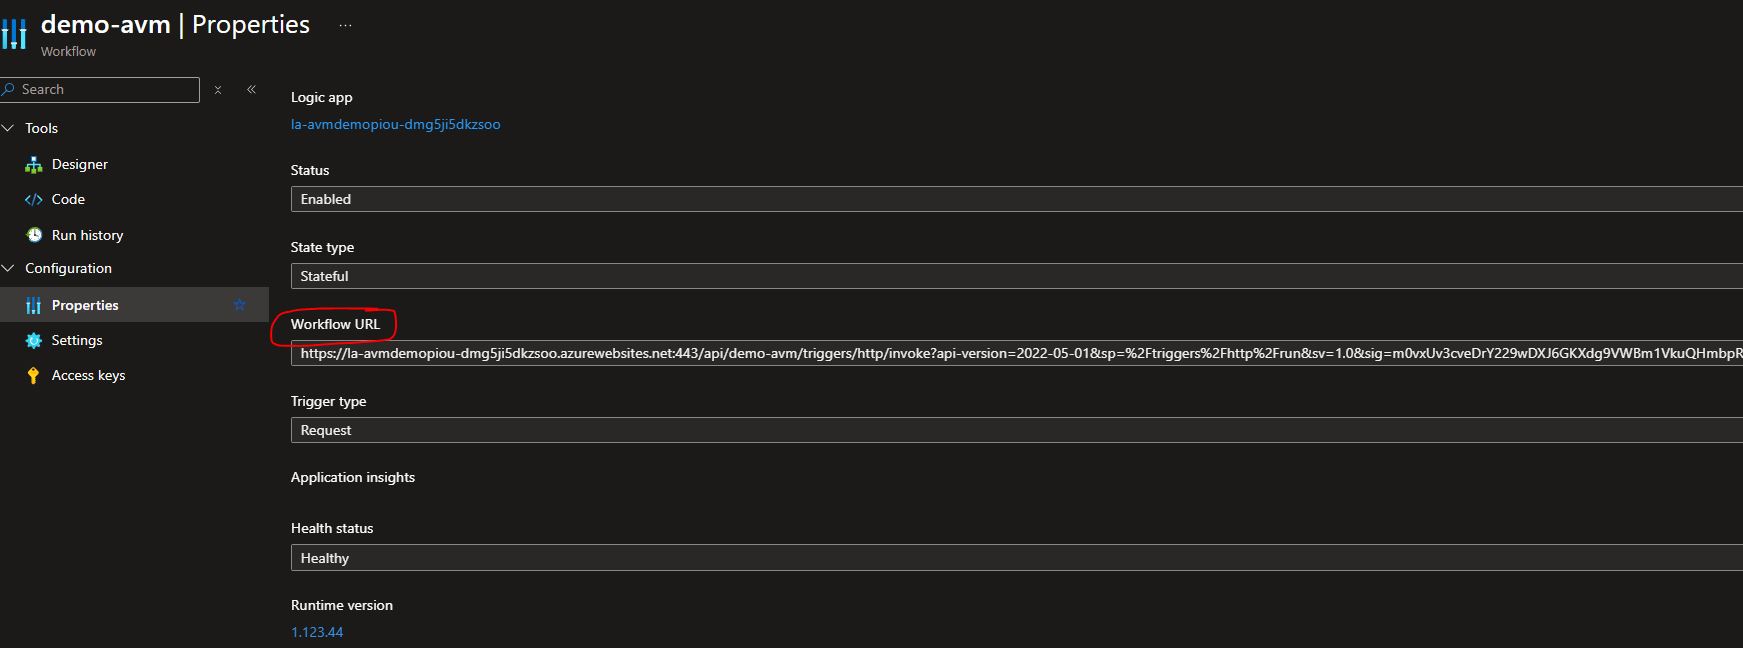 demo-avm | Properties ...
Workflow
Search
Tools
Designer
Code
Run history
Configuration
Properties
Settings
Access keys
Logic app
la-avmdemopiou-dmg5ji5dkzsoo
Status
Enabled
State type
Stateful
Workflow URL
https://la-avmdemopiou-dmg5ji5dkzsoo.azurewebsites.net:443/api/demo-avm/triggers/http/invoke?api-version=2022-05-01&sp=%2Ftriggers%2Fhttp%2Frun&sv=1.0&sig=m0vxUv3cveDrY229wDXJ6GKXdg9VWBm1VkuQHmbpR
Trigger type
Request
Application insights
Health status
Healthy
Runtime version
1.123.44